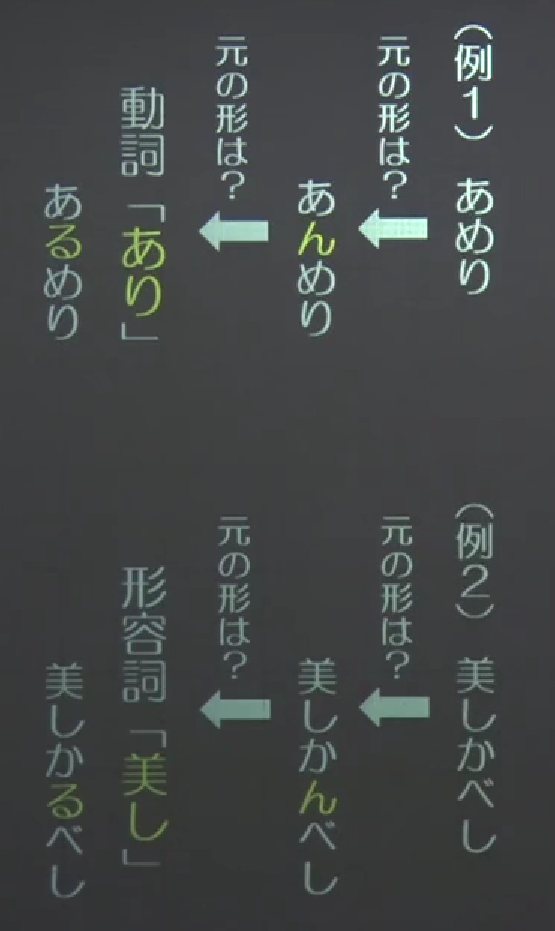 （例１） あめり
元の形は？
あんめり
元の形は？
動詞「あり」
あるめり
（例２） 美しかべし
元の形は？
美しかんべし
元の形は？
形容詞「美し」
美しかるべし